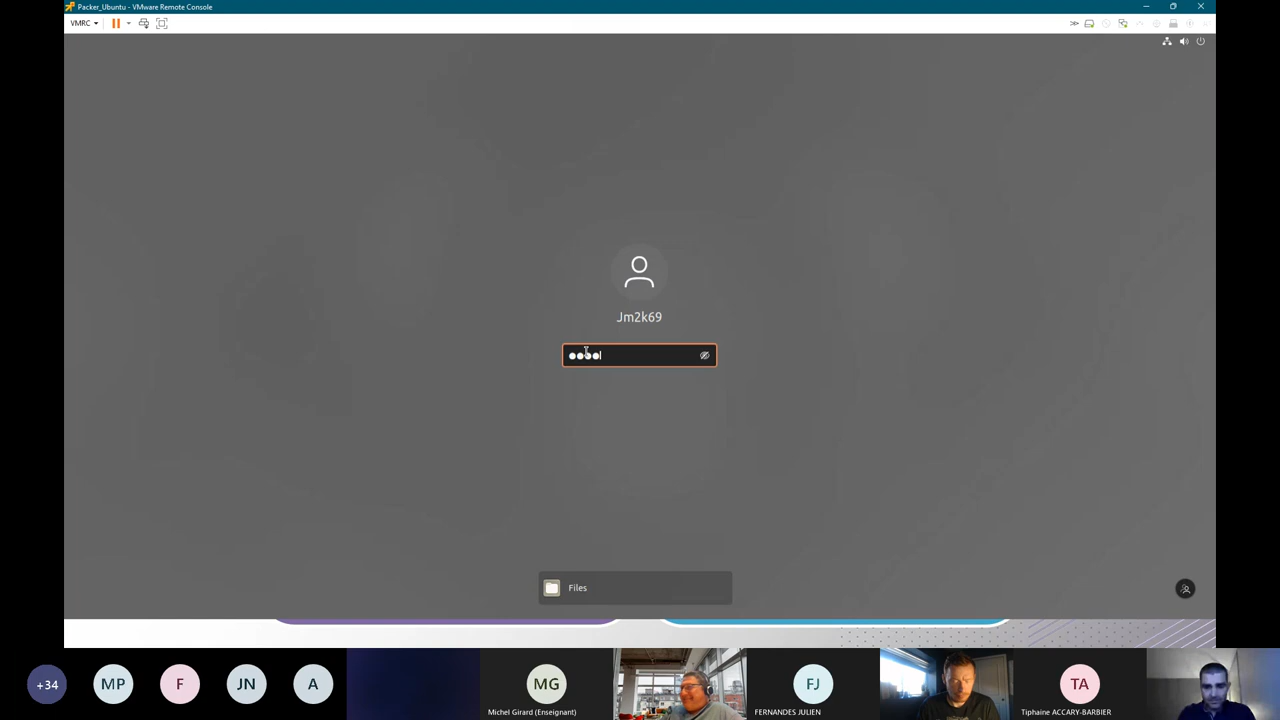 Packer_Ubuntu - VMware Remote Console
VMRC
Jm2k69
Files
+34
MP
F
JN
A
MG
FJ
TA
Michel Girard (Enseignant)
FERNANDES JULIEN
Tiphaine ACCARY-BARBIER